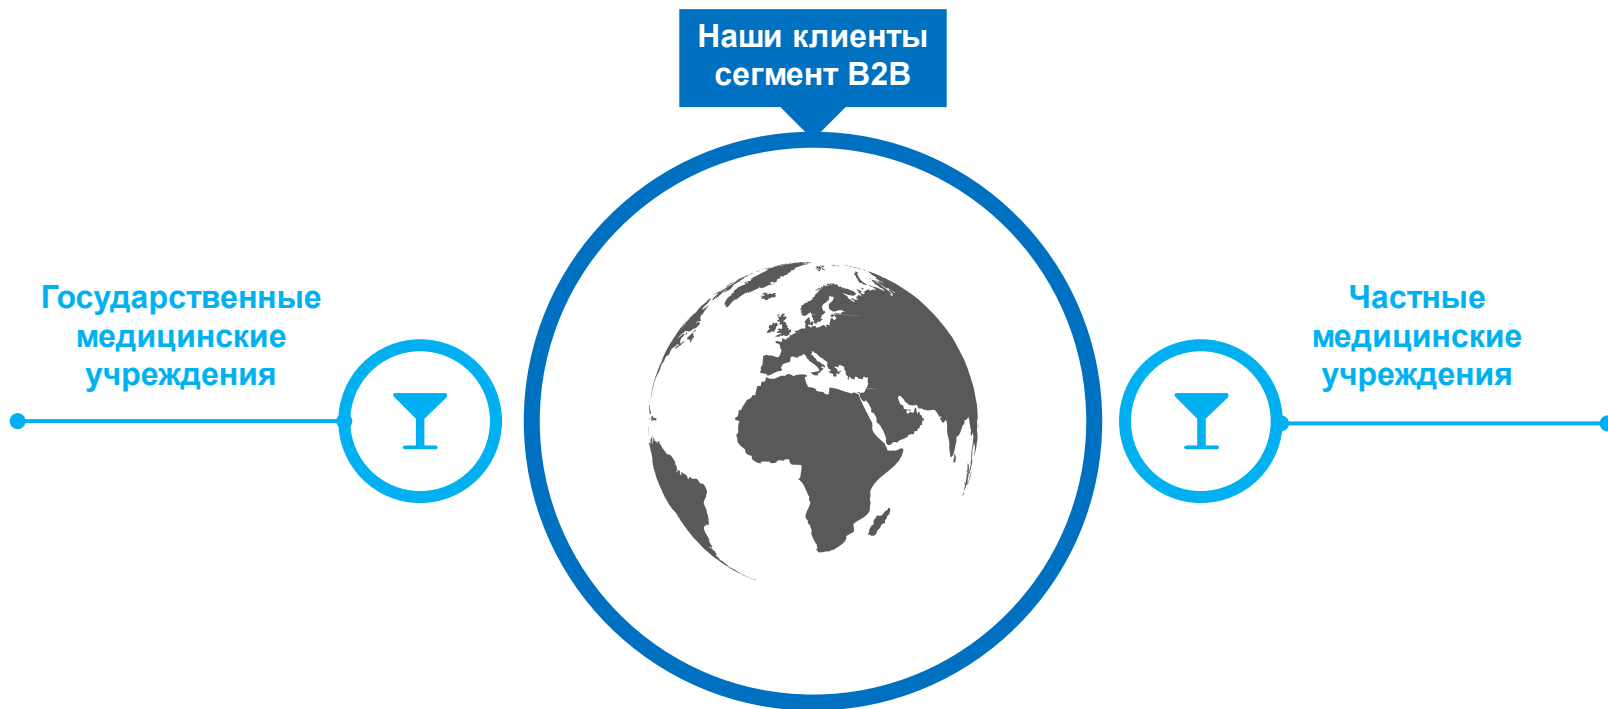 Наши клиенты
сегмент B2B
Государственные
медицинские
учреждения
Частные
медицинские
учреждения